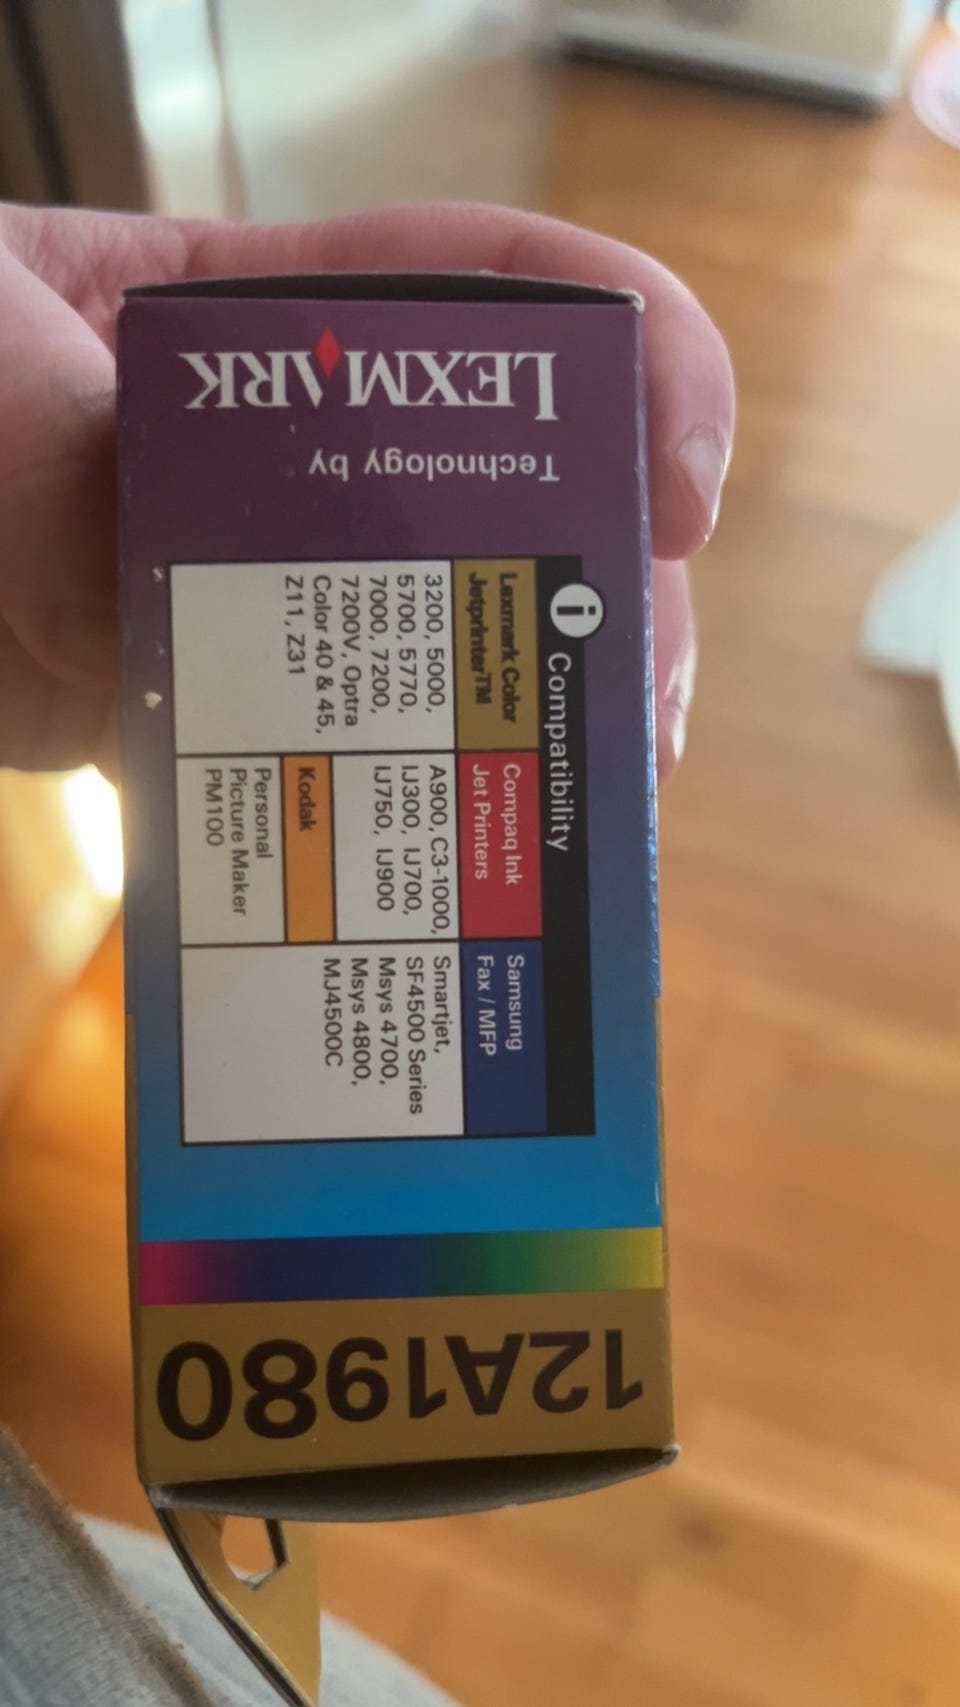 12A1980
Technology by
LEXMARK
i Compatibility
Lexmark Color
Jetprinter™
3200, 5000,
5700, 5770,
7000, 7200,
7200V, Optra
Color 40 & 45,
Z11, Z31
Compaq Ink
Jet Printers
A900, C3-1000,
IJ300, IJ700,
IJ750, IJ900
Kodak
Personal
Picture Maker
PM100
Samsung
Fax / MFP
Smartjet,
SF4500 Series
Msys 4700,
Msys 4800,
MJ4500C